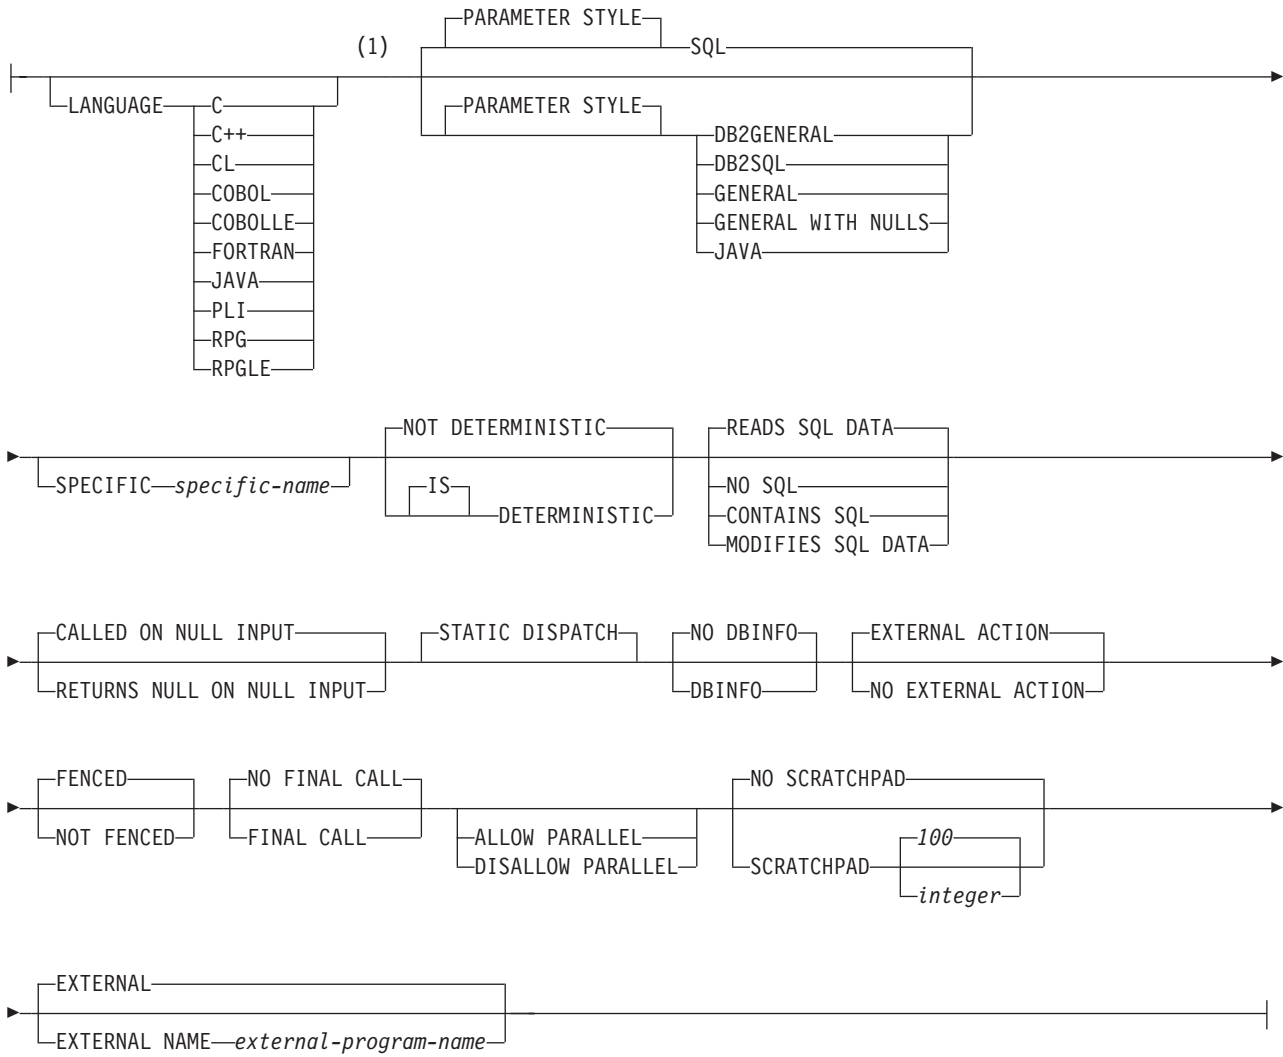 PARAMETER STYLE
(1) SQL
LANGUAGE C PARAMETER STYLE
C++ DB2GENERAL
CL DB2SQL
COBOL GENERAL
COBOLLE GENERAL WITH NULLS
FORTRAN JAVA
JAVA
PLI
RPG
RPGLE
NOT DETERMINISTIC READS SQL DATA
SPECIFIC specific-name IS NO SQL
DETERMINISTIC CONTAINS SQL
MODIFIES SQL DATA
CALLED ON NULL INPUT STATIC DISPATCH NO DBINFO EXTERNAL ACTION
RETURNS NULL ON NULL INPUT DBINFO NO EXTERNAL ACTION
FENCED NO FINAL CALL NO SCRATCHPAD
NOT FENCED FINAL CALL ALLOW PARALLEL 100
DISALLOW PARALLEL SCRATCHPAD
integer
EXTERNAL
EXTERNAL NAME external-program-name